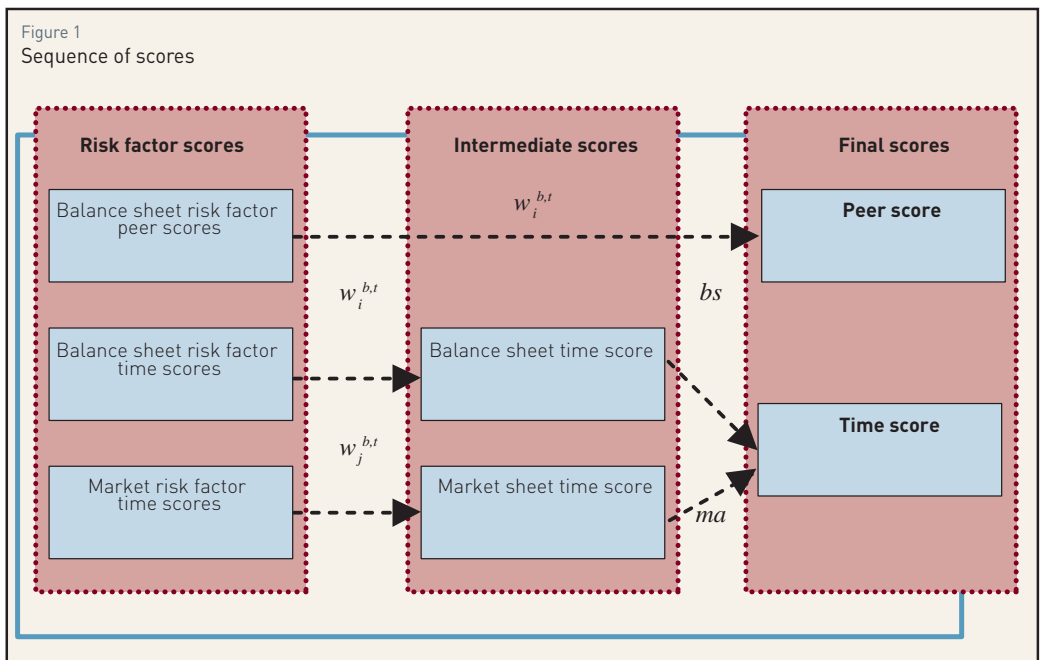 Figure 1
Sequence of scores
Risk factor scores
Intermediate scores
Final scores
Balance sheet risk factor
peer scores
w_i^{b,t}
Peer score
w_i^{b,t}
bs
Balance sheet risk factor
time scores
Balance sheet time score
Time score
w_j^{b,t}
Market risk factor
time scores
Market sheet time score
ma